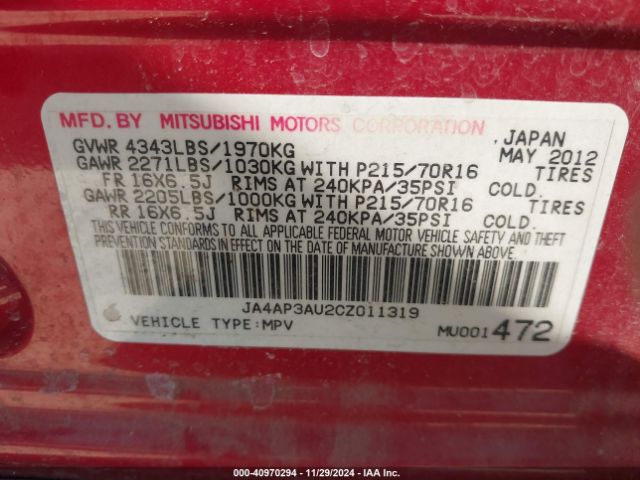 MFD. BY MITSUBISHI MOTORS CORPORATION
, JAPAN
GVWR 4343LBS/1970KG MAY 2012
GAWR 2271LBS/1030KG WITH P215/70R16 TIRES
FR 16X6.5J RIMS AT 240KPA/35PSI COLD.
GAWR 2205LBS/1000KG WITH P215/70R16 TIRES
RR 16X6.5J RIMS AT 240KPA/35PSI COLD.
THIS VEHICLE CONFORMS TO ALL APPLICABLE FEDERAL MOTOR VEHICLE SAFETY AND THEFT
PREVENTION STANDARDS IN EFFECT ON THE DATE OF MANUFACTURE SHOWN ABOVE.
JA4AP3AU2CZ011319
VEHICLE TYPE:MPV MU001472
© COPY: 40970294 - 11/29/2024 - IAA Inc.